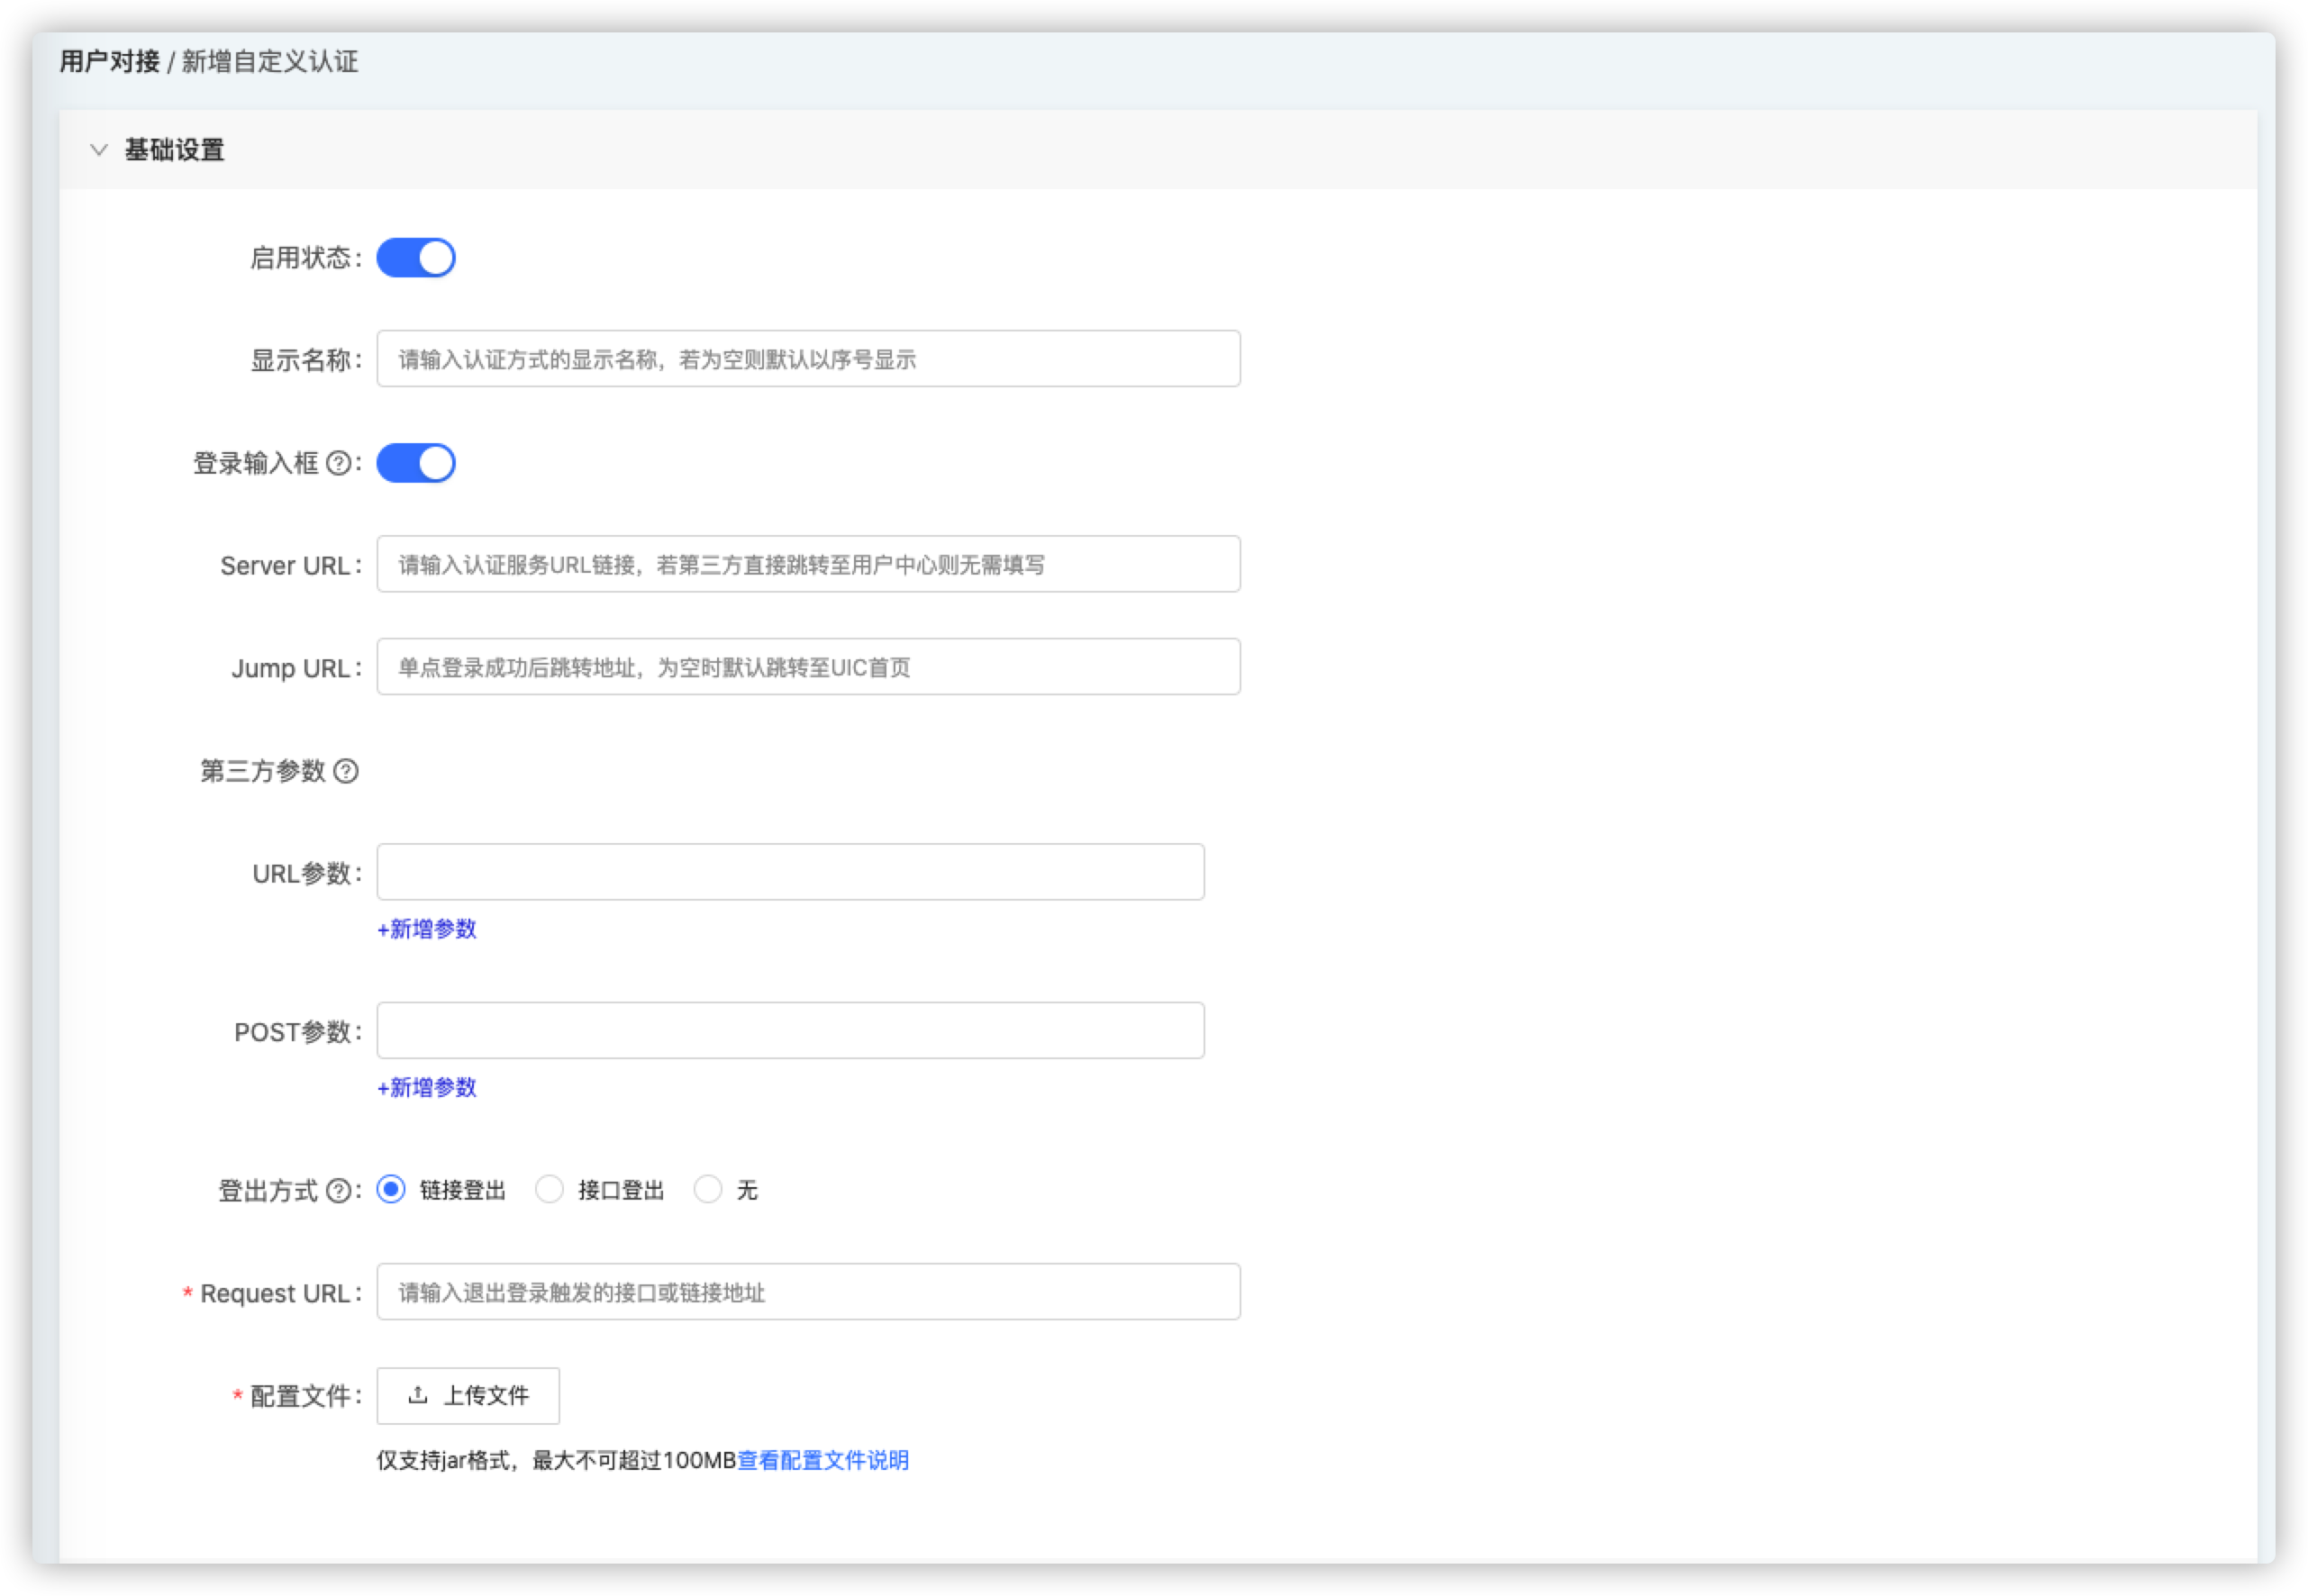 用户对接 / 新增自定义认证
基础设置
启用状态：
显示名称： 请输入认证方式的显示名称，若为空则默认以序号显示
登录输入框 ?：
Server URL： 请输入认证服务URL链接，若第三方直接跳转至用户中心则无需填写
Jump URL： 单点登录成功后跳转地址，为空时默认跳转至UIC首页
第三方参数 ?
URL参数：
+新增参数
POST参数：
+新增参数
登出方式 ?： 链接登出 接口登出 无
* Request URL： 请输入退出登录触发的接口或链接地址
* 配置文件： 上传文件
仅支持jar格式，最大不可超过100MB查看配置文件说明